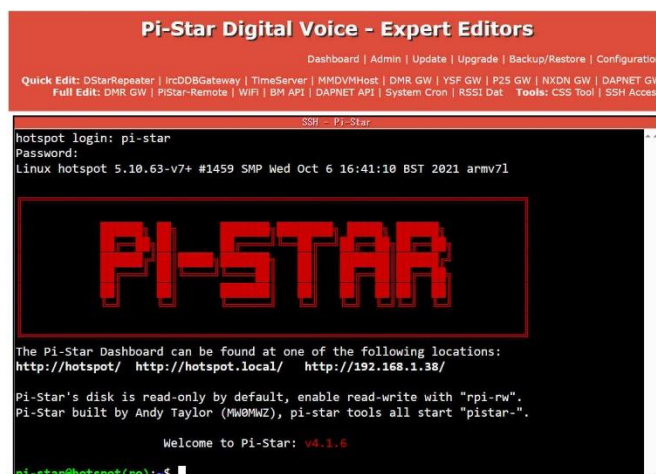 Pi-Star Digital Voice - Expert Editors
Dashboard | Admin | Update | Upgrade | Backup/Restore | Configuration
Quick Edit: DStarRepeater | ircDDBGateway | TimeServer | MMDVMHost | DMR GW | YSF GW | P25 GW | NXDN GW | DAPNET GW
Full Edit: DMR GW | PiStar-Remote | WiFi | BM API | DAPNET API | System Cron | RSSI Dat Tools: CSS Tool | SSH Access
SSH - Pi-Star
hotspot login: pi-star
Password:
Linux hotspot 5.10.63-v7+ #1459 SMP Wed Oct 6 16:41:10 BST 2021 armv7l
PI-STAR
The Pi-Star Dashboard can be found at one of the following locations:
http://hotspot/ http://hotspot.local/ http://192.168.1.38/
Pi-Star's disk is read-only by default, enable read-write with "rpi-rw".
Pi-Star built by Andy Taylor (MW0MWZ), pi-star tools all start "pistar-".
Welcome to Pi-Star: v4.1.6
pi-star@hotspot(ro):~$